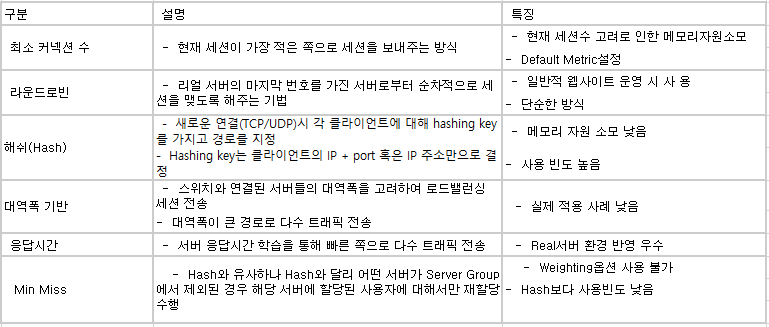 구분
설명
특징
최소 커넥션 수
- 현재 세션이 가장 적은 쪽으로 세션을 보내주는 방식
- 현재 세션수 고려로 인한 메모리자원소모
- Default Metric설정
라운드로빈
- 리얼 서버의 마지막 번호를 가진 서버로부터 순차적으로 세
션을 맺도록 해주는 기법
- 일반적 웹사이트 운영 시 사 용
- 단순한 방식
해쉬(Hash)
- 새로운 연결(TCP/UDP)시 각 클라이언트에 대해 hashing key
를 가지고 경로를 지정
- Hashing key는 클라이언트의 IP + port 혹은 IP 주소만으로 결
정
- 메모리 자원 소모 낮음
- 사용 빈도 높음
대역폭 기반
- 스위치와 연결된 서버들의 대역폭을 고려하여 로드밸런싱
세션 전송
- 대역폭이 큰 경로로 다수 트래픽 전송
- 실제 적용 사례 낮음
응답시간
- 서버 응답시간 학습을 통해 빠른 쪽으로 다수 트래픽 전송
- Real서버 환경 반영 우수
Min Miss
- Hash와 유사하나 Hash와 달리 어떤 서버가 Server Group
에서 제외된 경우 해당 서버에 할당된 사용자에 대해서만 재할당
수행
- Weighting옵션 사용 불가
- Hash보다 사용빈도 낮음